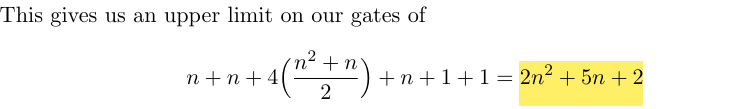 This gives us an upper limit on our gates of
n + n + 4(\frac{n^2 + n}{2}) + n + 1 + 1 = 2n^2 + 5n + 2